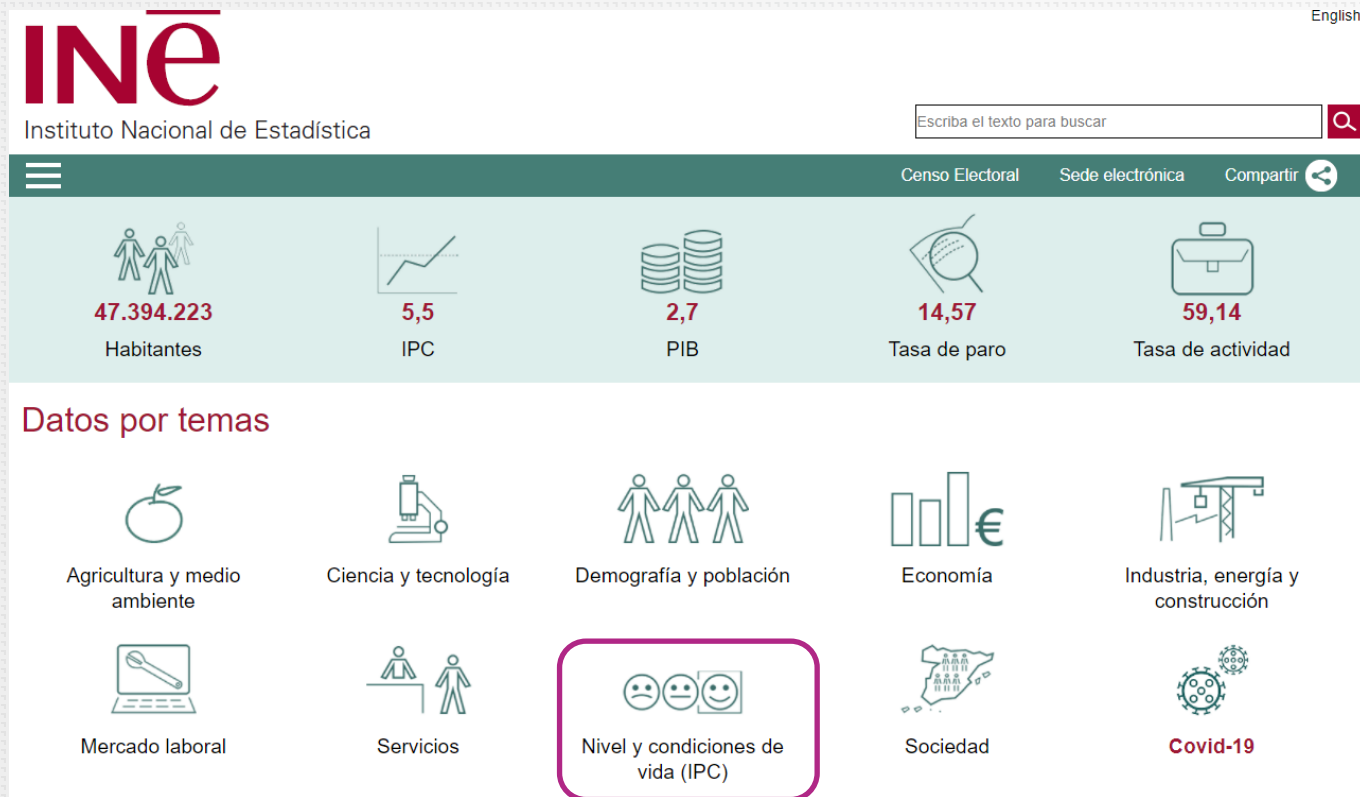 English
INe
Instituto Nacional de Estadística
Escriba el texto para buscar
Censo Electoral Sede electrónica Compartir
47.394.223 5,5 2,7 14,57 59,14
Habitantes IPC PIB Tasa de paro Tasa de actividad
Datos por temas
€
Agricultura y medio ambiente
Ciencia y tecnología
Demografía y población
Economía
Industria, energía y construcción
Mercado laboral
Servicios
Nivel y condiciones de vida (IPC)
Sociedad
Covid-19